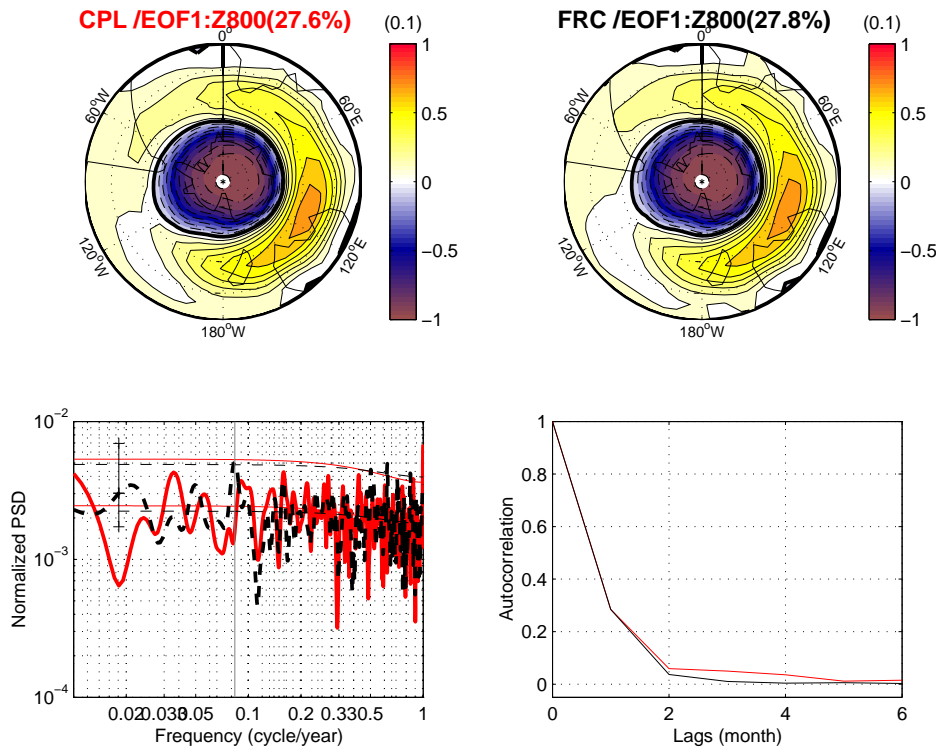 CPL /EOF1:Z800(27.6%)
(0.1)
FRC /EOF1:Z800(27.8%)
(0.1)
0°
60°W
60°E
120°W
120°E
180°W
1
0.5
0
−0.5
−1
0°
60°W
60°E
120°W
120°E
180°W
1
0.5
0
−0.5
−1
Normalized PSD
10−2
10−3
10−4
0.02
0.033
0.05
0.1
0.2
0.33
0.5
1
Frequency (cycle/year)
Autocorrelation
1
0.8
0.6
0.4
0.2
0
0
2
4
6
Lags (month)